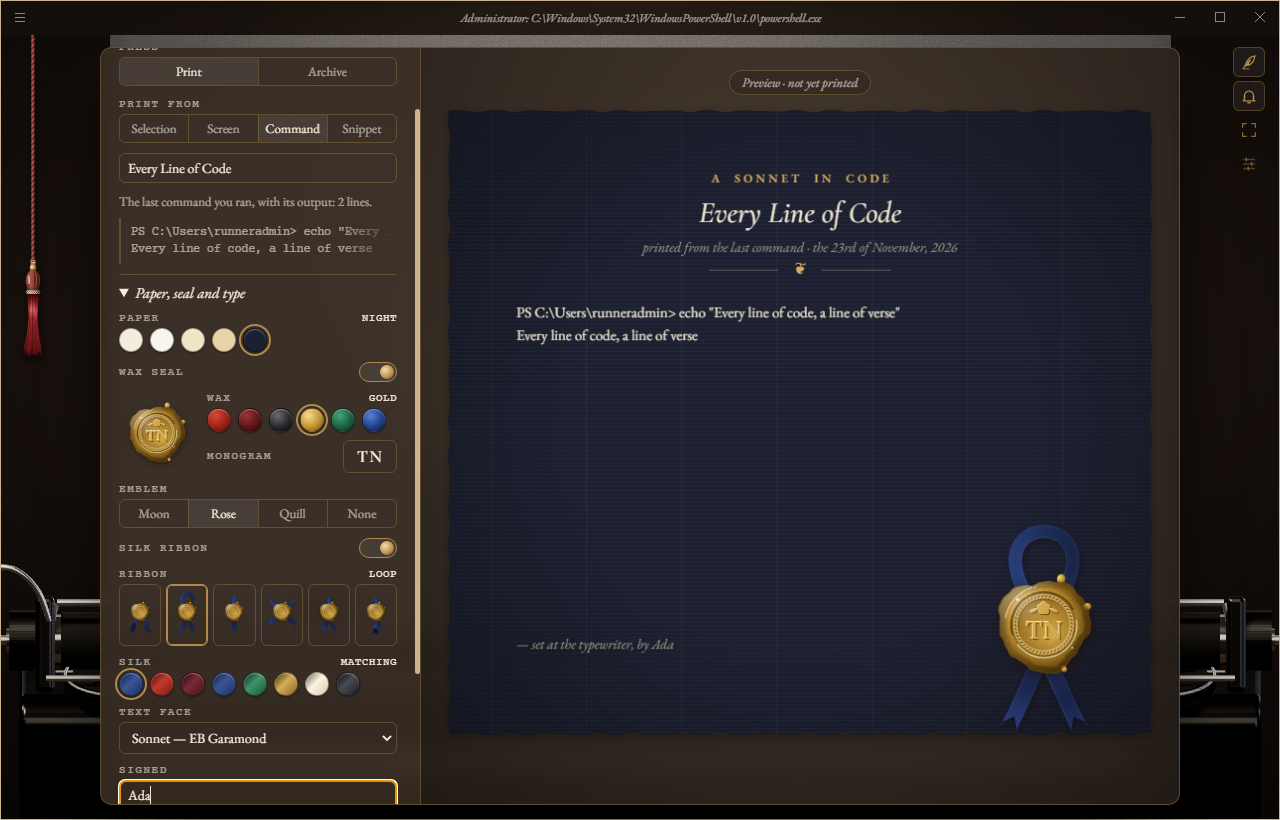 Administrator: C:\Windows\System32\WindowsPowerShell\v1.0\powershell.exe
Print
Archive
PRINT FROM
Selection
Screen
Command
Snippet
Every Line of Code
The last command you ran, with its output: 2 lines.
PS C:\Users\runneradmin> echo "Every
Every line of code, a line of verse
Paper, seal and type
PAPER
NIGHT
WAX SEAL
WAX
GOLD
TN
MONOGRAM
TN
EMBLEM
Moon
Rose
Quill
None
SILK RIBBON
RIBBON
LOOP
SILK
MATCHING
TEXT FACE
Sonnet — EB Garamond
SIGNED
Ada
Preview · not yet printed
A SONNET IN CODE
Every Line of Code
printed from the last command · the 23rd of November, 2026
PS C:\Users\runneradmin> echo "Every line of code, a line of verse"
Every line of code, a line of verse
— set at the typewriter, by Ada
TN